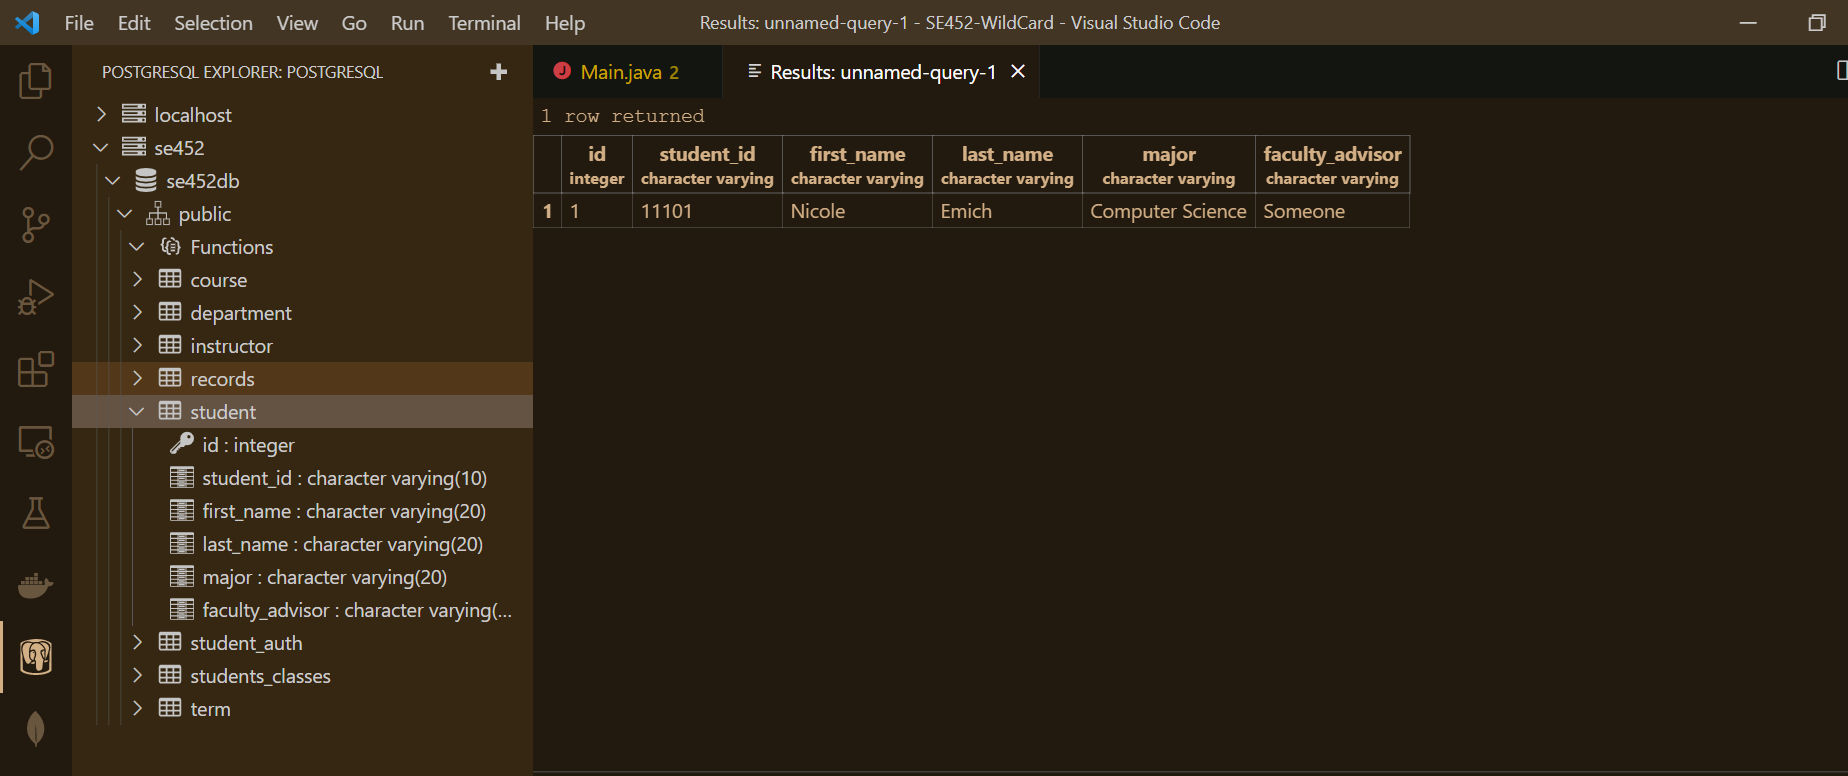 File Edit Selection View Go Run Terminal Help Results: unnamed-query-1 - SE452-WildCard - Visual Studio Code
POSTGRESQL EXPLORER: POSTGRESQL
localhost
se452
se452db
public
Functions
course
department
instructor
records
student
id : integer
student_id : character varying(10)
first_name : character varying(20)
last_name : character varying(20)
major : character varying(20)
faculty_advisor : character varying(...
student_auth
students_classes
term
Main.java 2 Results: unnamed-query-1
1 row returned
id student_id first_name last_name major faculty_advisor
integer character varying character varying character varying character varying character varying
1 1 11101 Nicole Emich Computer Science Someone